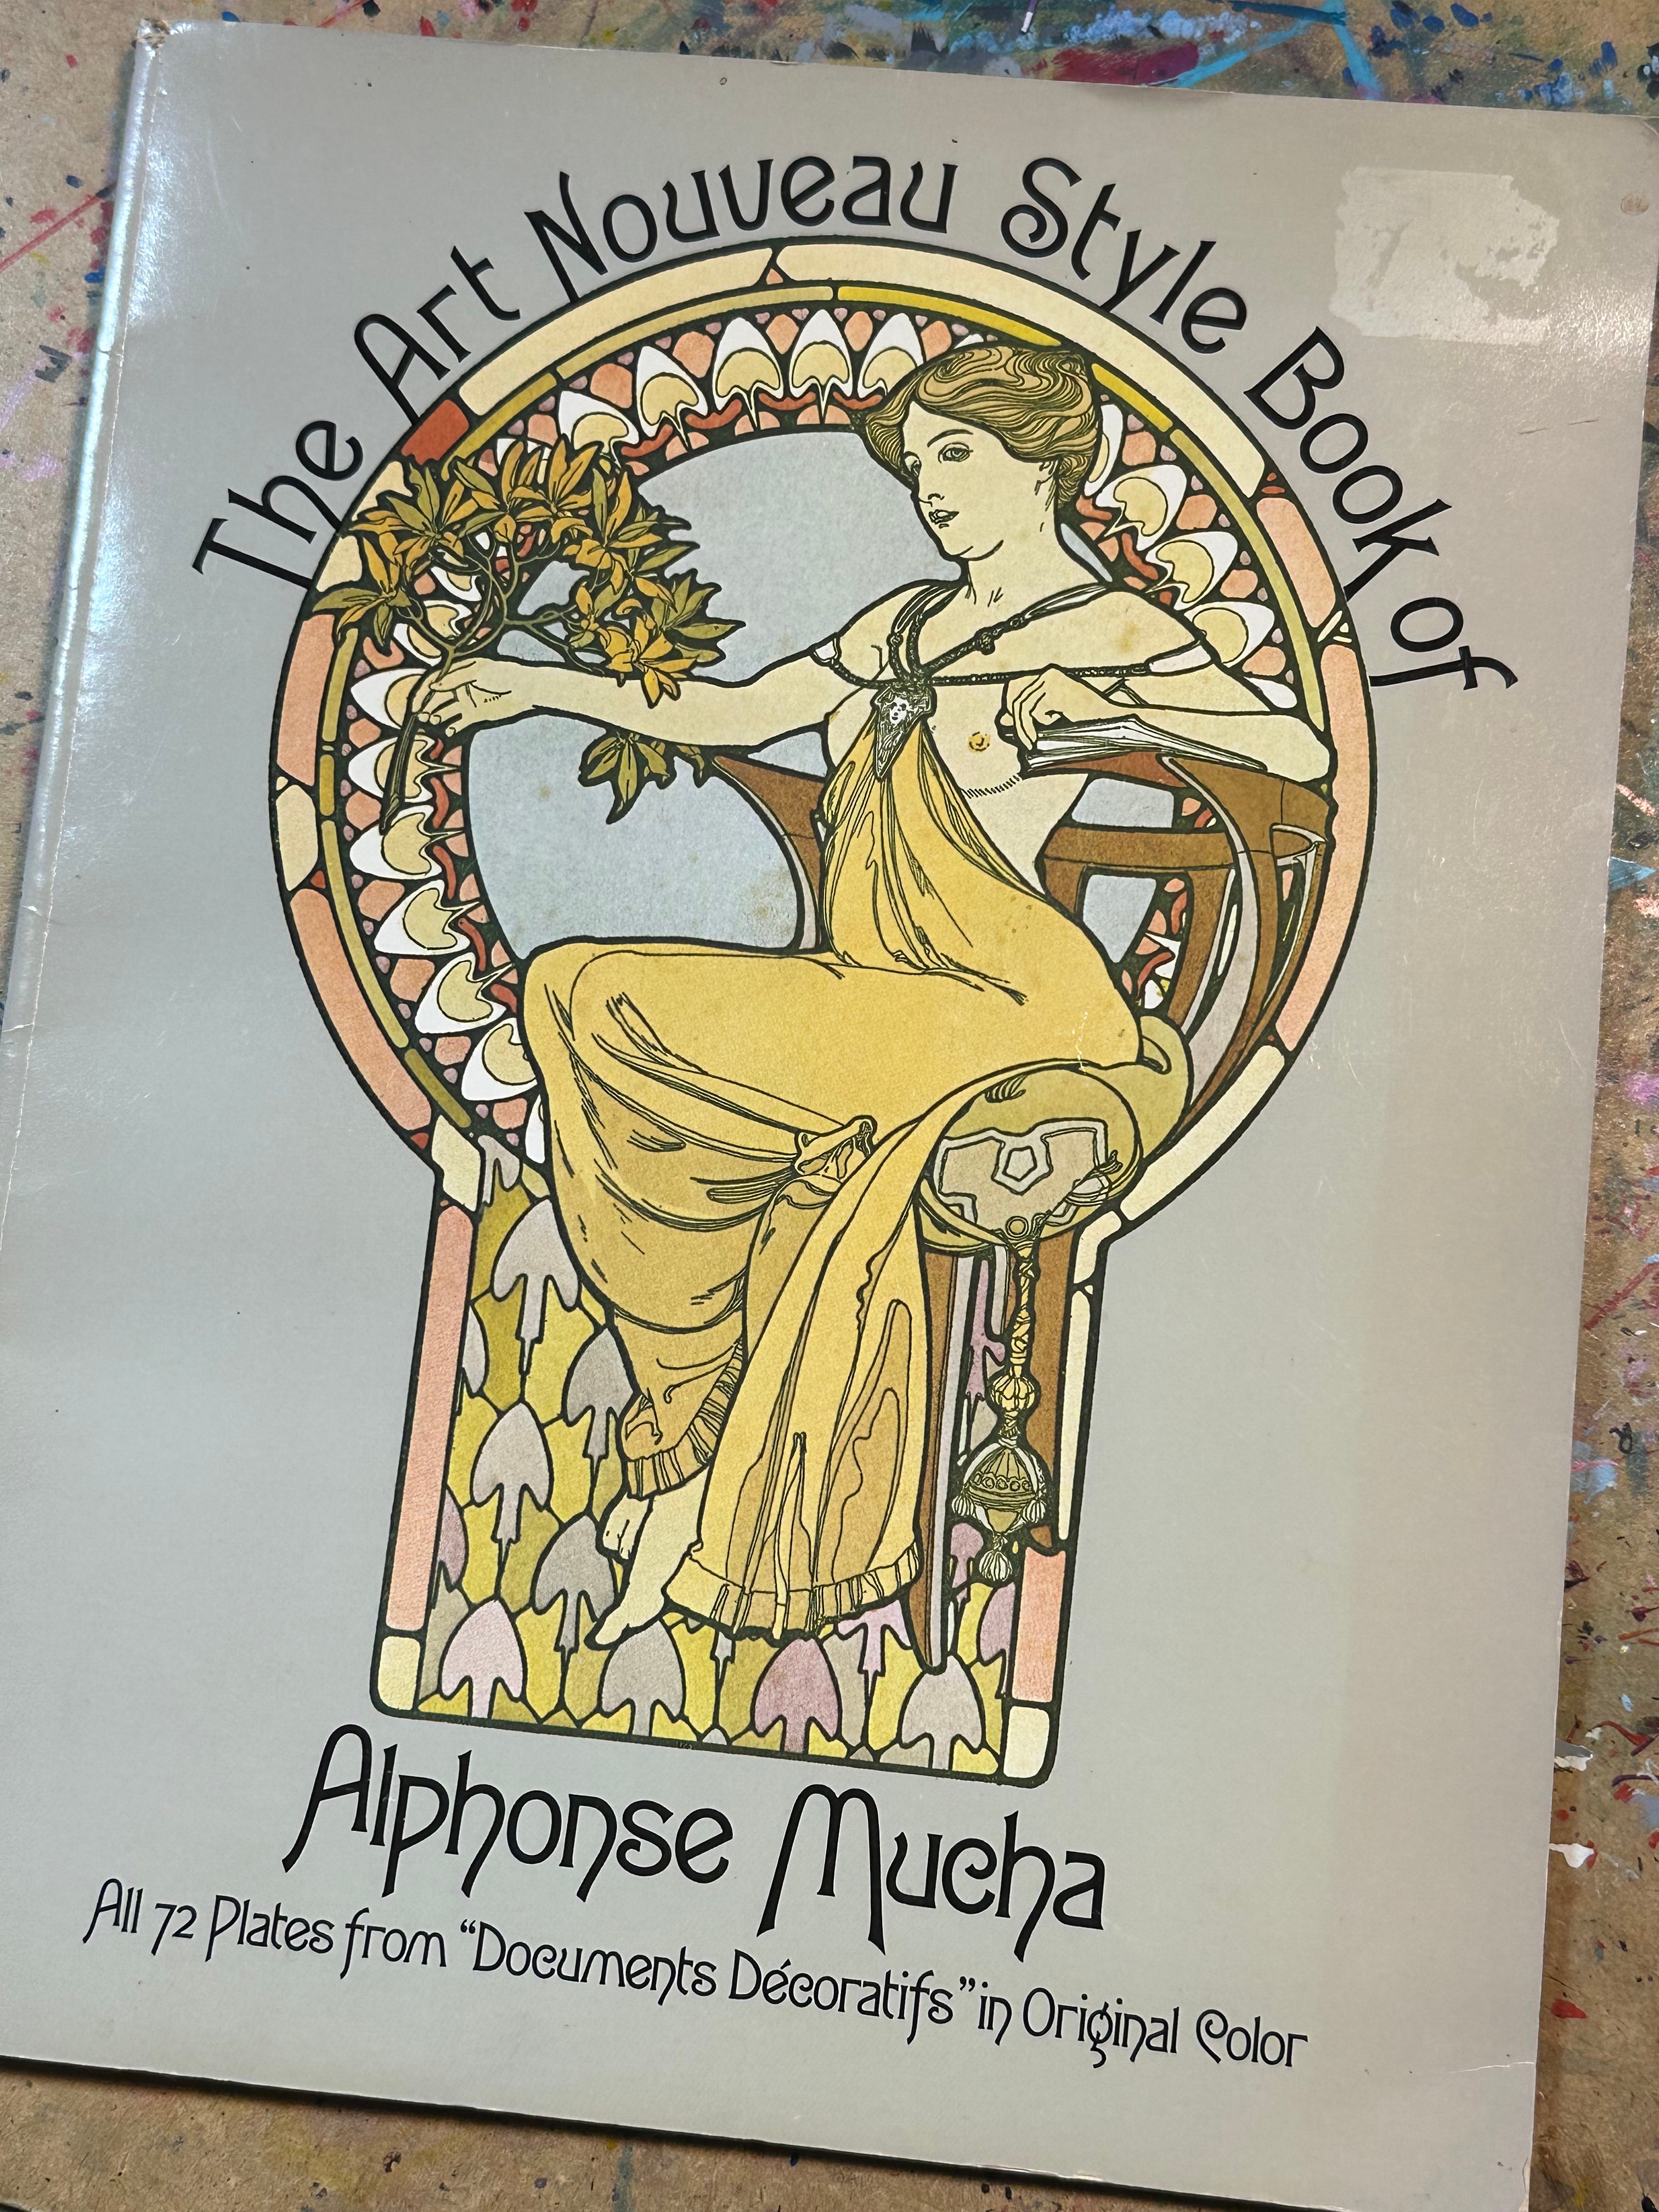 The Art Nouveau Style Book of
Alphonse Mucha
All 72 Plates from “Documents Décoratifs” in Original Color